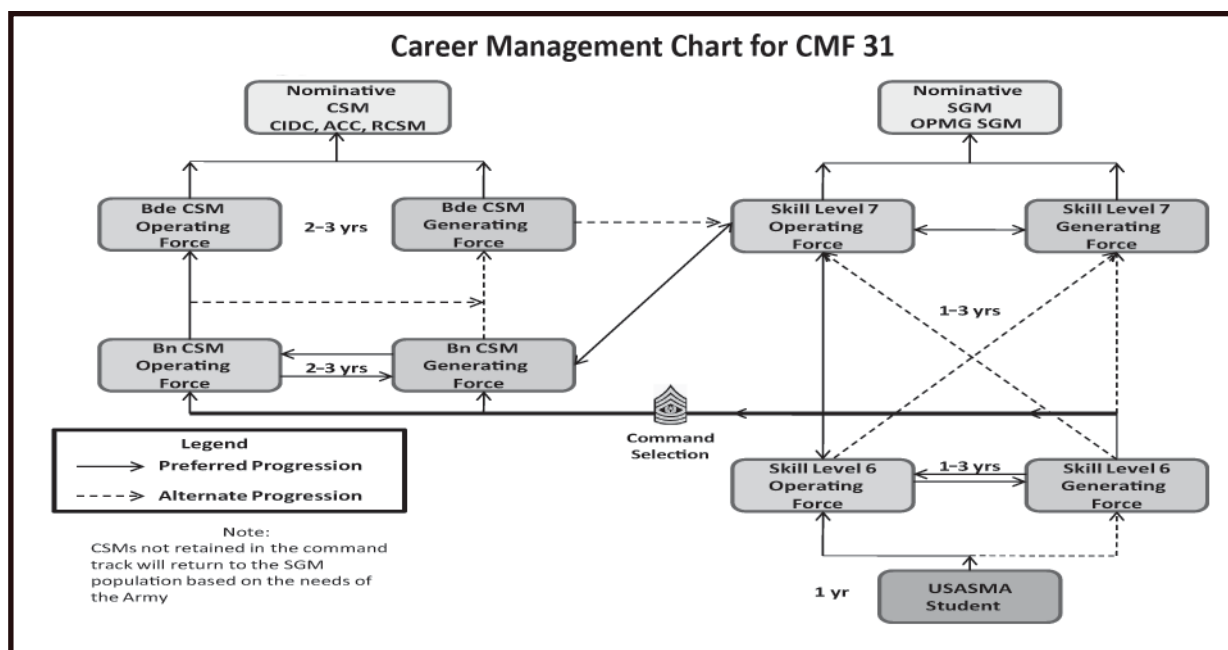 Career Management Chart for CMF 31
Nominative
CSM
CIDC, ACC, RCSM
Nominative
SGM
OPMG SGM
Bde CSM
Operating
Force
2–3 yrs
Bde CSM
Generating
Force
Skill Level 7
Operating
Force
Skill Level 7
Generating
Force
1–3 yrs
Bn CSM
Operating
Force
2–3 yrs
Bn CSM
Generating
Force
Command
Selection
Legend
Preferred Progression
Alternate Progression
Skill Level 6
Operating
Force
1–3 yrs
Skill Level 6
Generating
Force
Note:
CSMs not retained in the command
track will return to the SGM
population based on the needs of
the Army
1 yr
USASMA
Student